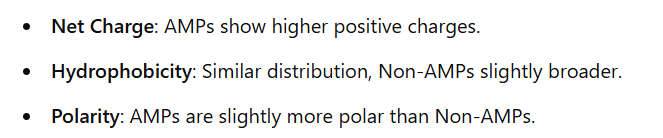 • Net Charge: AMPs show higher positive charges.
• Hydrophobicity: Similar distribution, Non-AMPs slightly broader.
• Polarity: AMPs are slightly more polar than Non-AMPs.